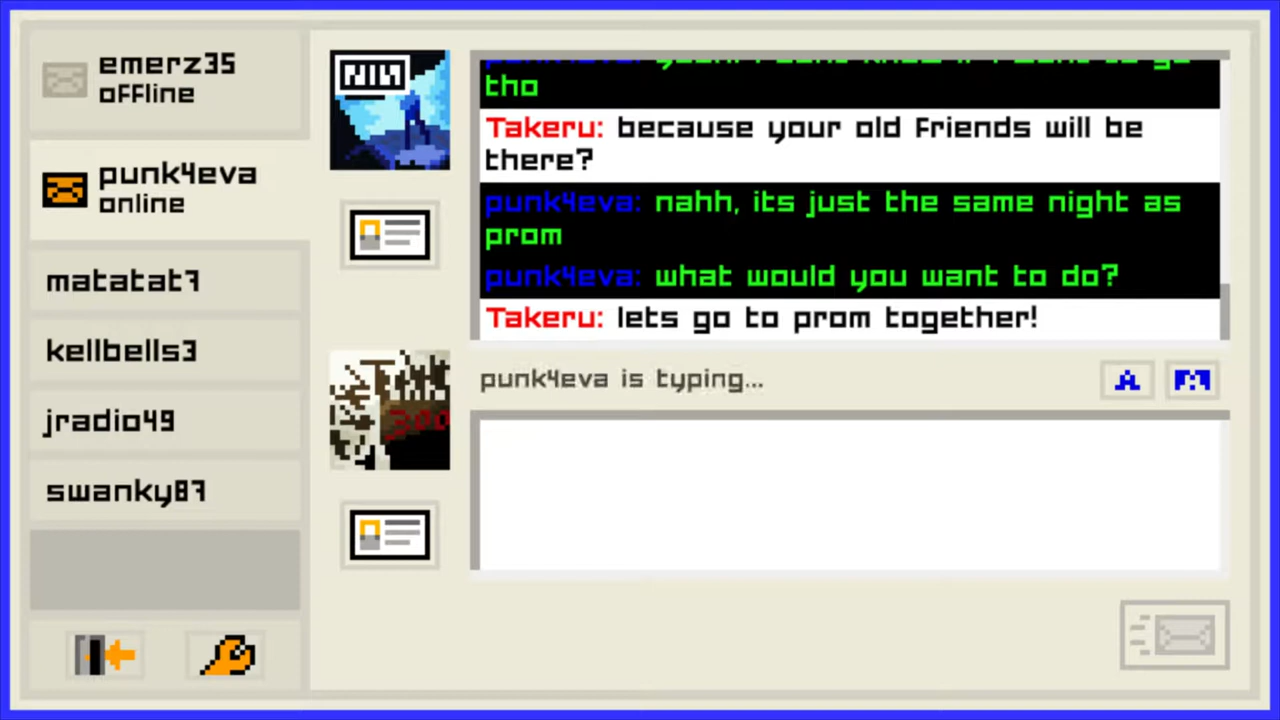 emerz35
offline
punk4eva
online
matatat7
kellbells3
jradio49
swanky87
NIN
tho
Takeru: because your old friends will be
there?
punk4eva: nahh, its just the same night as
prom
punk4eva: what would you want to do?
Takeru: lets go to prom together!
punk4eva is typing...
A